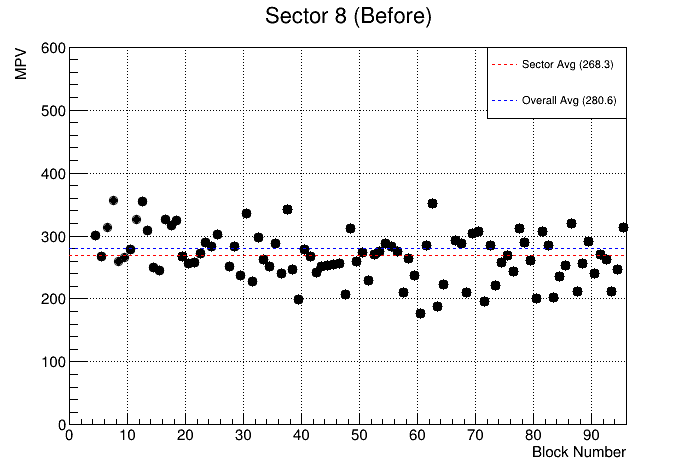 Sector 8 (Before)
MPV
600
500
400
300
200
100
0
0 10 20 30 40 50 60 70 80 90
Block Number
Sector Avg (268.3)
Overall Avg (280.6)